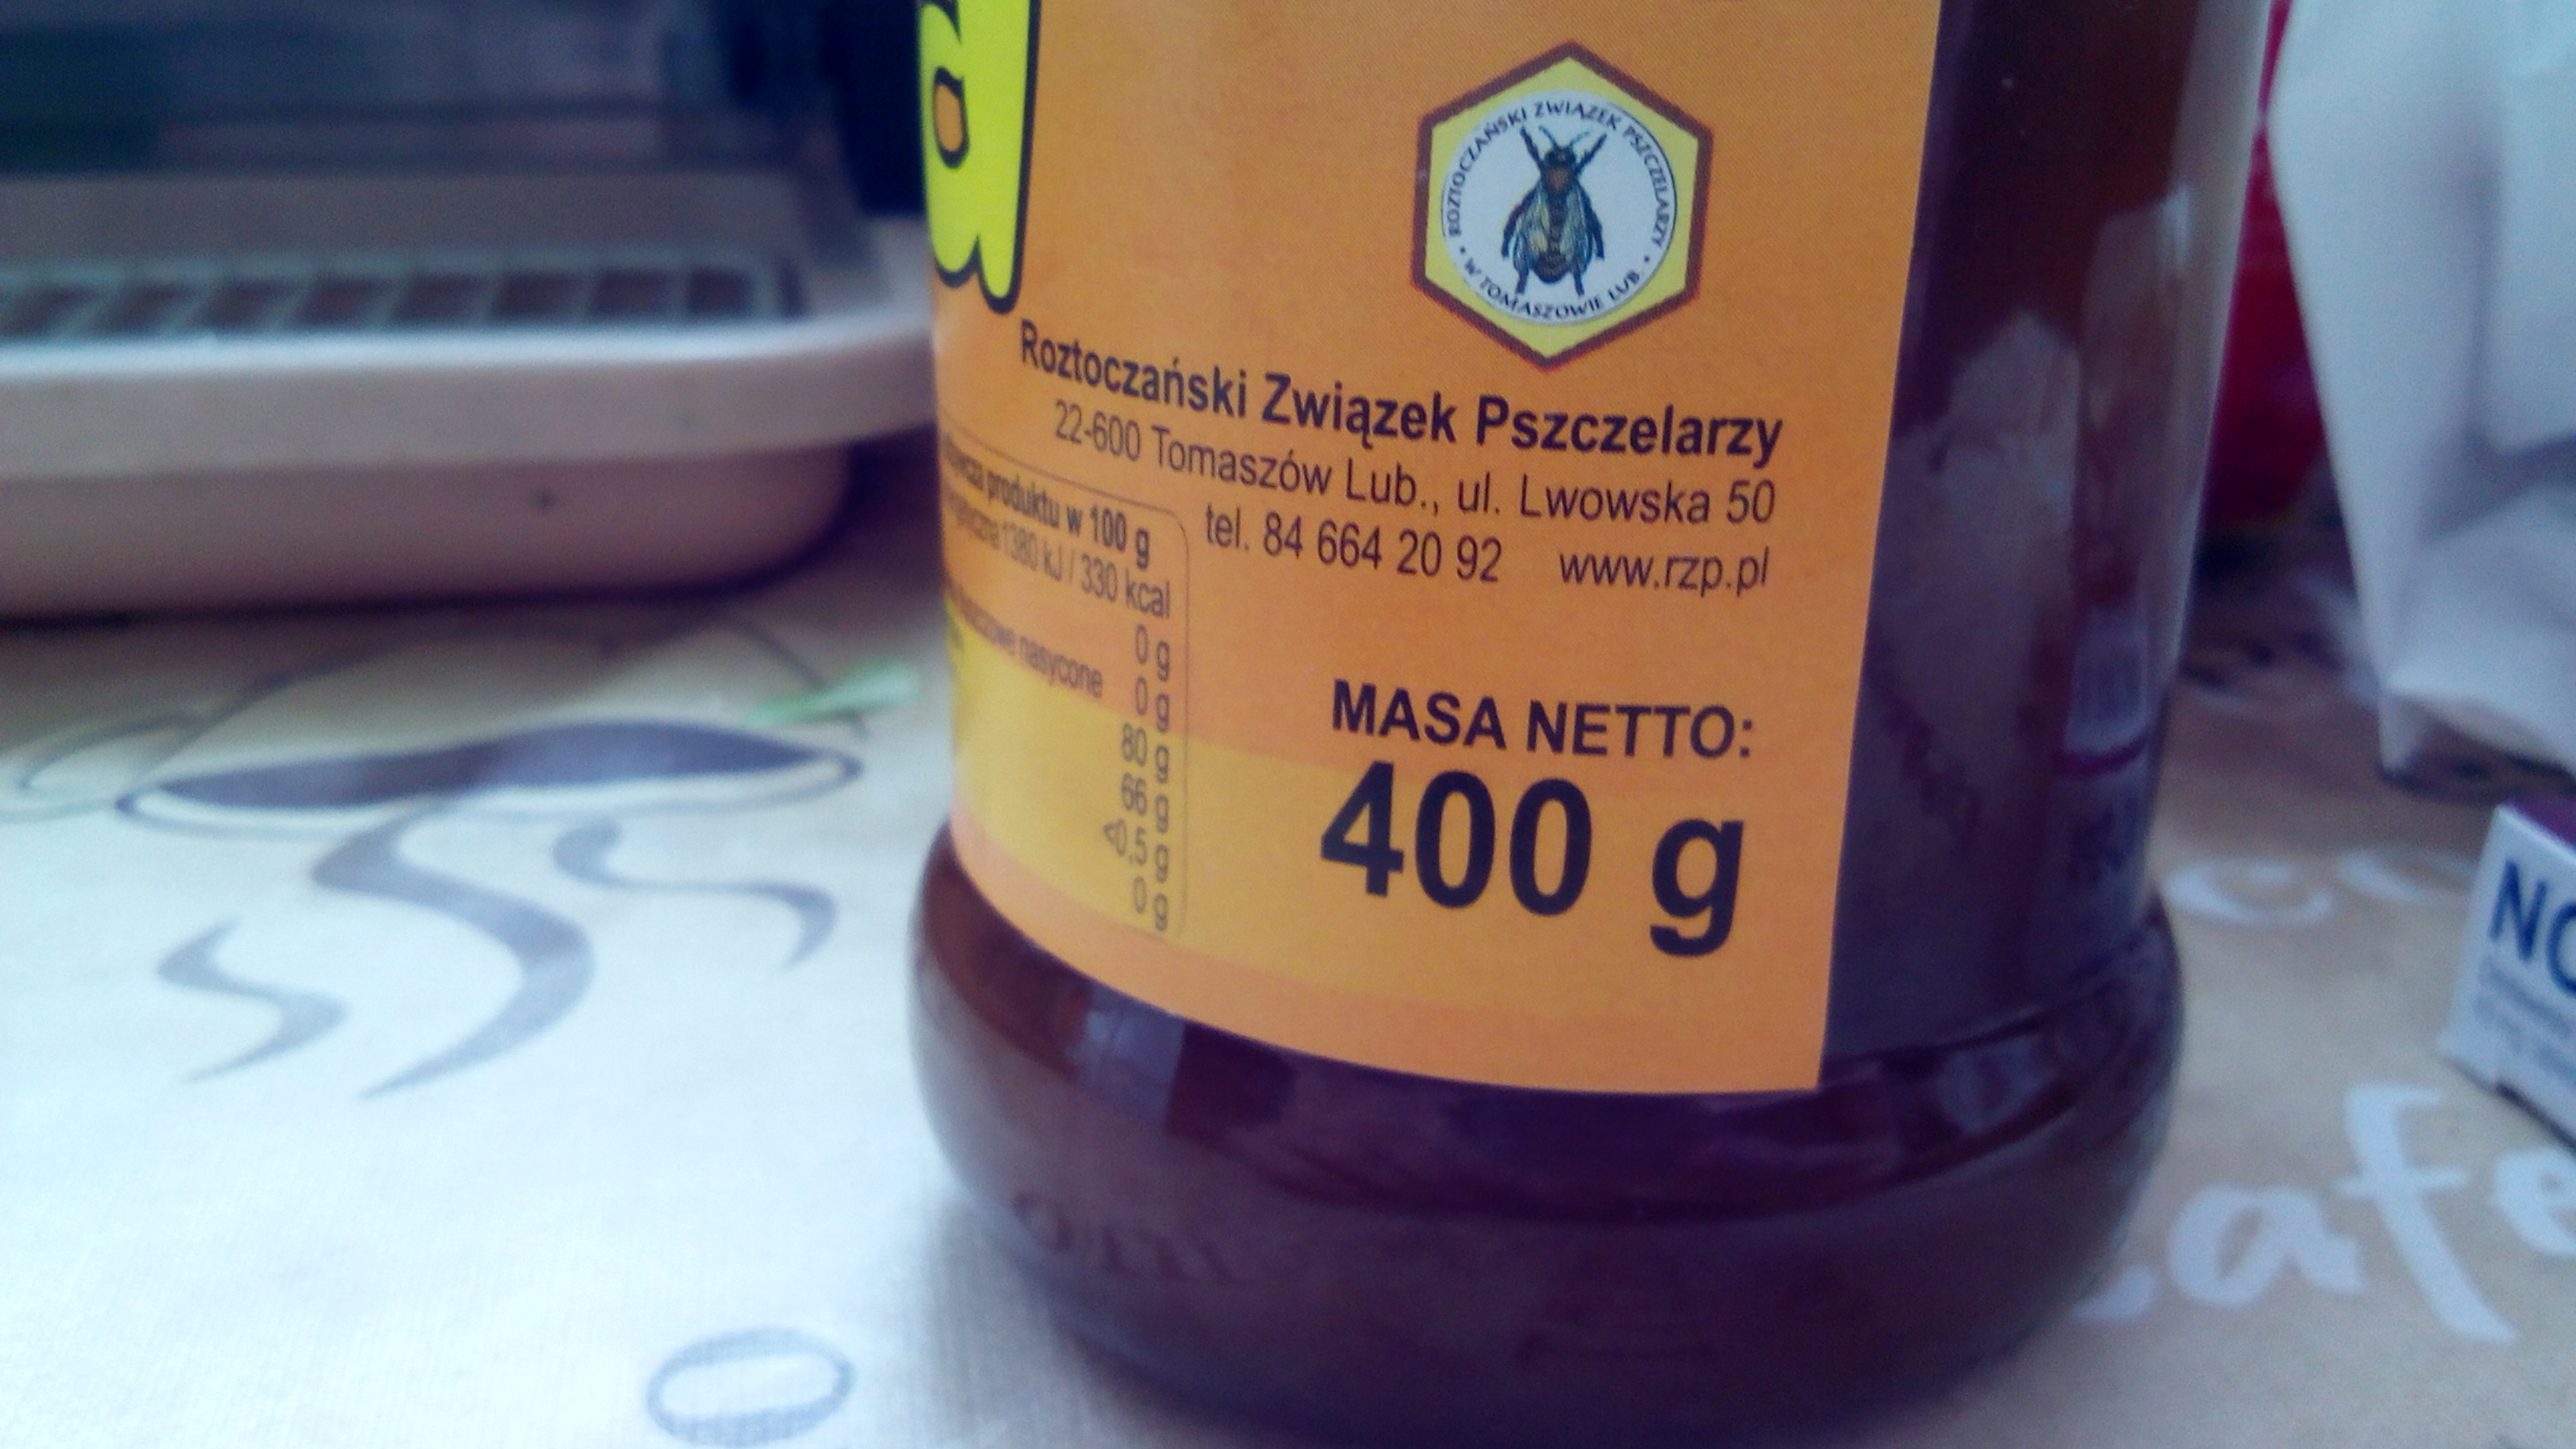 ROZTOCZAŃSKI ZWIĄZEK PSZCZELARZY
• W TOMASZOWIE LUB. •
Roztoczański Związek Pszczelarzy
22-600 Tomaszów Lub., ul. Lwowska 50
tel. 84 664 20 92 www.rzp.pl
produktu w 100 g
1380 kJ / 330 kcal
0 g
nasycone 0 g
80 g
66 g
<0,5 g
0 g
MASA NETTO:
400 g